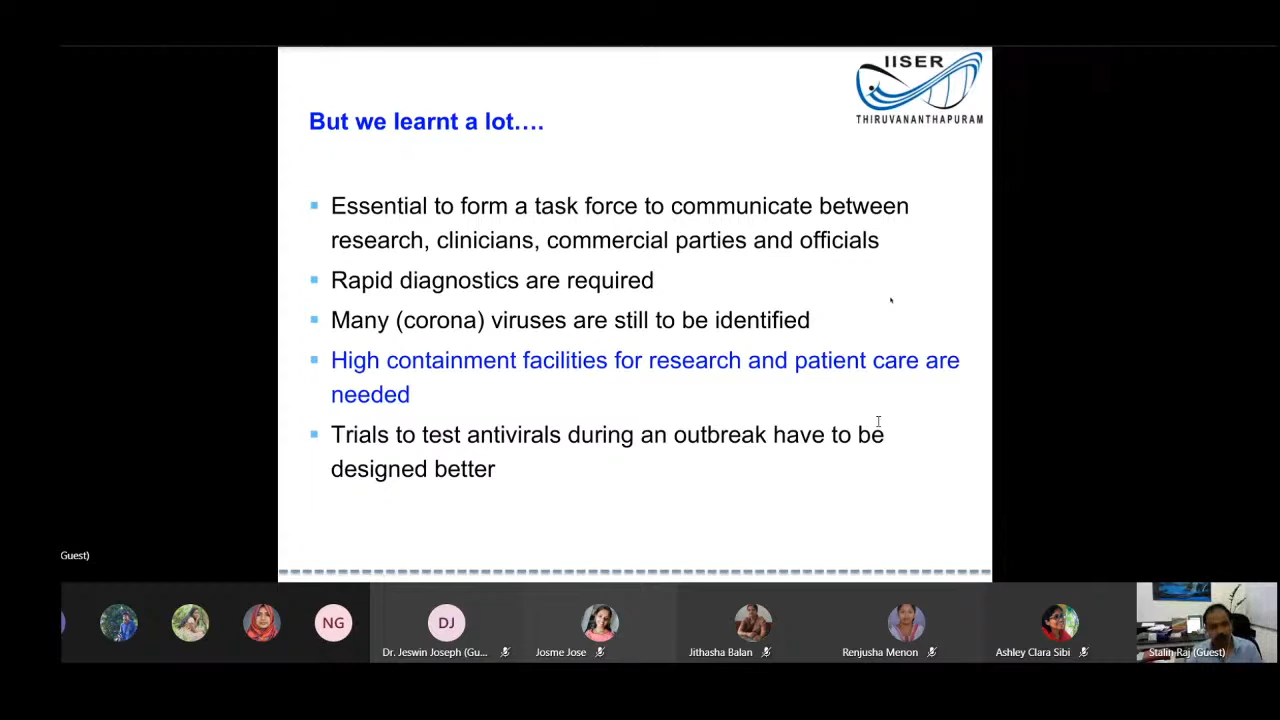 IISER
THIRUVANANTHAPURAM
But we learnt a lot….
Essential to form a task force to communicate between
research, clinicians, commercial parties and officials
Rapid diagnostics are required
Many (corona) viruses are still to be identified
High containment facilities for research and patient care are
needed
Trials to test antivirals during an outbreak have to be
designed better
Guest)
NG
DJ
Dr. Jeswin Joseph (Gu...
Josme Jose
Jithasha Balan
Renjusha Menon
Ashley Clara Sibi
Stalin Raj (Guest)